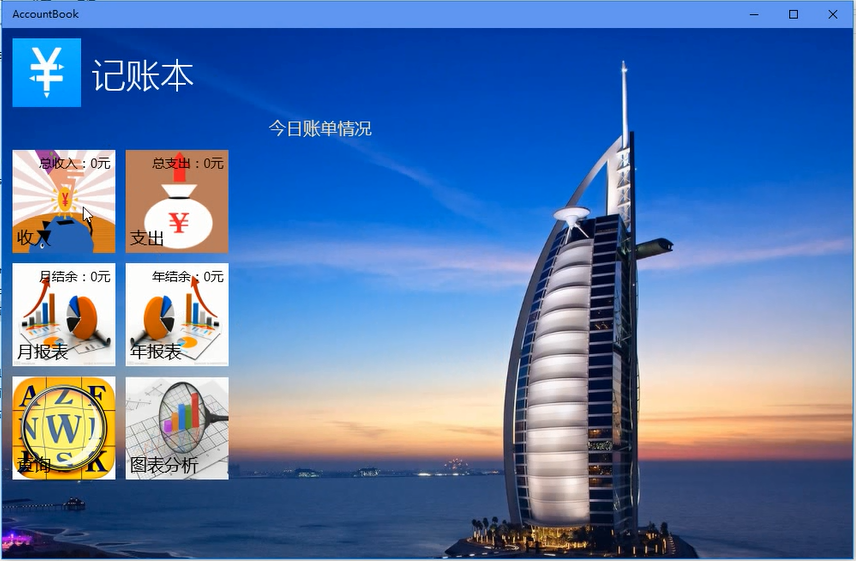 AccountBook
¥
记账本
今日账单情况
总收入：0元
¥
收入
总支出：0元
¥
支出
月结余：0元
月报表
年结余：0元
年报表
A Z F
N W
K
查询
图表分析